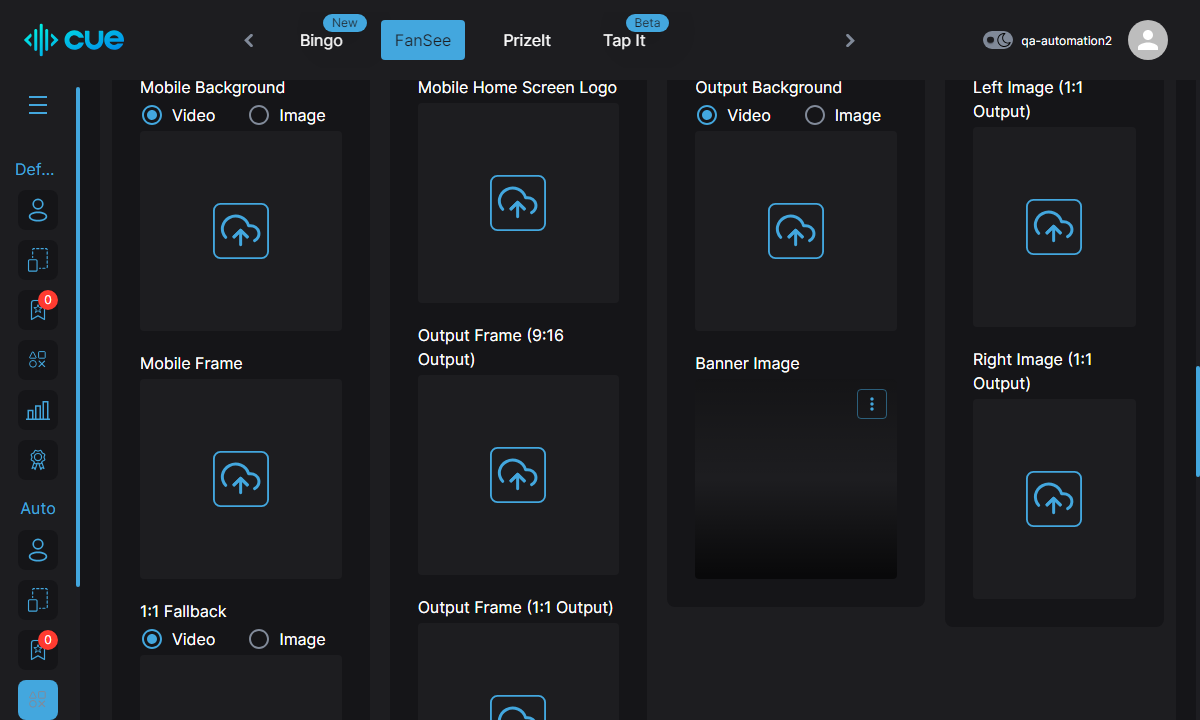 cue
Bingo
New
FanSee
PrizeIt
Tap It
Beta
qa-automation2
Def...
0
Auto
0
Mobile Background
Video
Image
Mobile Frame
1:1 Fallback
Video
Image
Mobile Home Screen Logo
Output Frame (9:16
Output)
Output Frame (1:1 Output)
Output Background
Video
Image
Banner Image
Left Image (1:1
Output)
Right Image (1:1
Output)